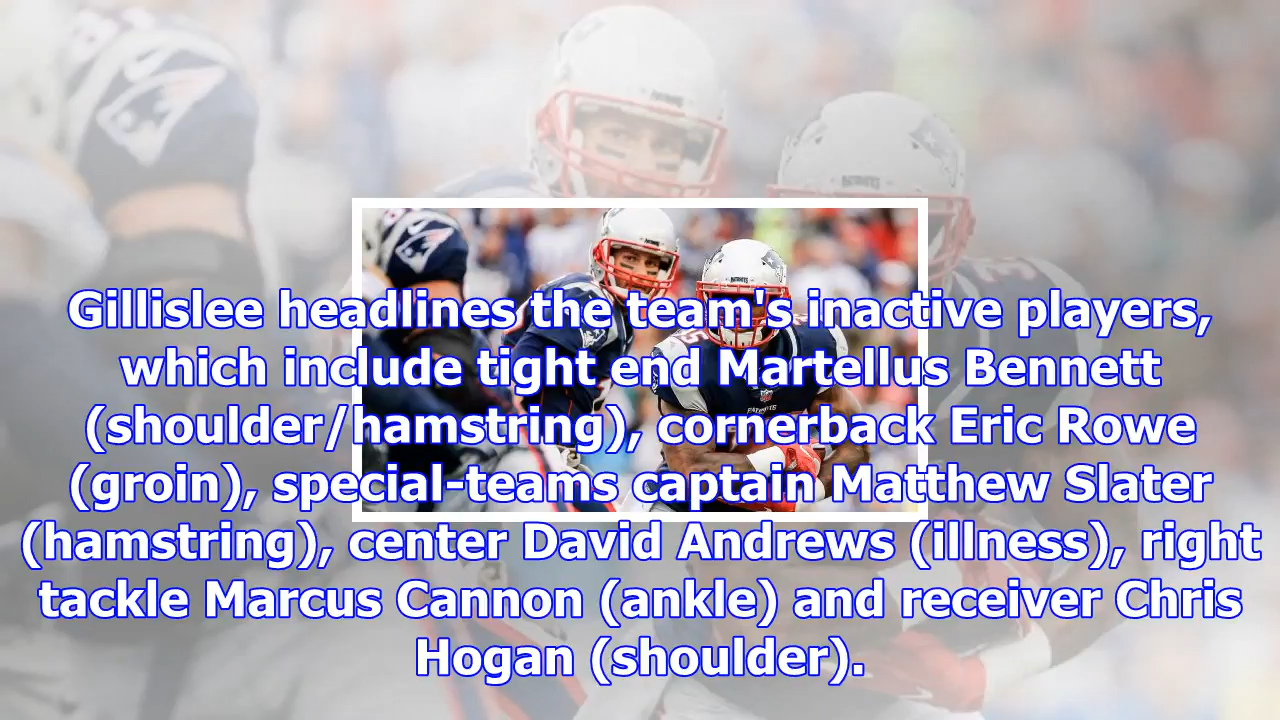 Gillislee headlines the team's inactive players,
which include tight end Martellus Bennett
(shoulder/hamstring), cornerback Eric Rowe
(groin), special-teams captain Matthew Slater
(hamstring), center David Andrews (illness), right
tackle Marcus Cannon (ankle) and receiver Chris
Hogan (shoulder).